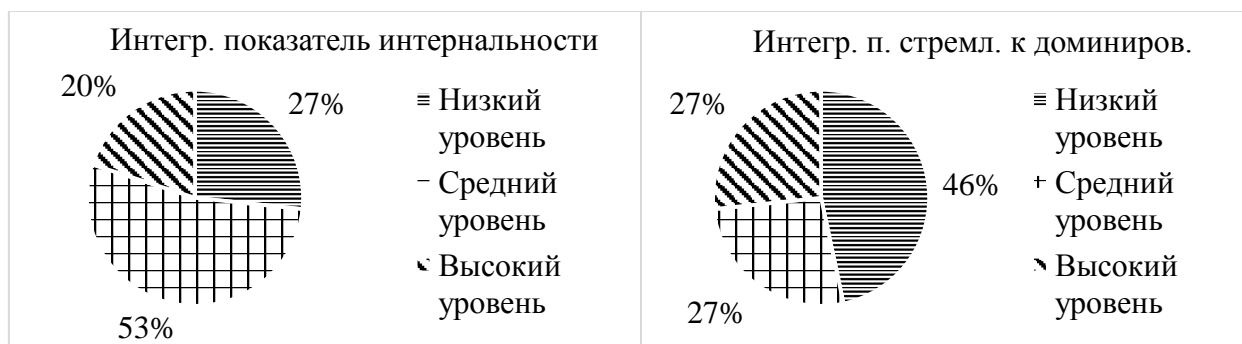 Интегр. показатель интернальности
20%
27%
53%
Низкий
уровень
Средний
уровень
Высокий
уровень
Интегр. п. стремл. к доминиров.
27%
46%
27%
Низкий
уровень
Средний
уровень
Высокий
уровень